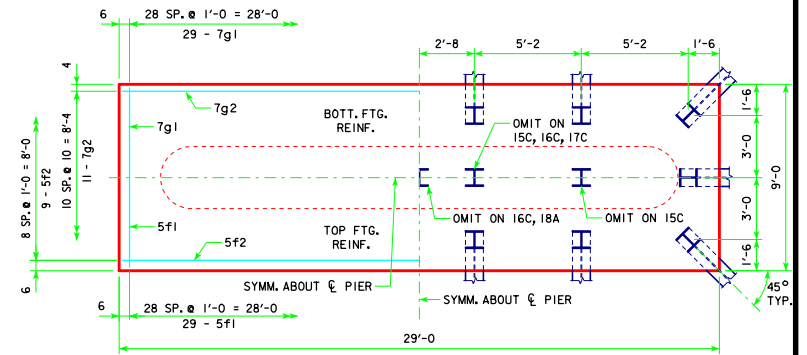 6
28 SP. @ 1'-0 = 28'-0
29 - 7g1
2'-8
5'-2
5'-2
1'-6
4
7g2
BOTT. FTG.
REINF.
7g1
OMIT ON
15C, 16C, 17C
1'-6
3'-0
9'-0
3'-0
1'-6
8 SP. @ 1'-0 = 8'-0
9 - 5f2
10 SP. @ 10 = 8'-4
11 - 7g2
OMIT ON 16C, 18A
OMIT ON 15C
5f1
TOP FTG.
REINF.
5f2
6
SYMM. ABOUT ℄ PIER
SYMM. ABOUT ℄ PIER
45°
TYP.
6
28 SP. @ 1'-0 = 28'-0
29 - 5f1
29'-0